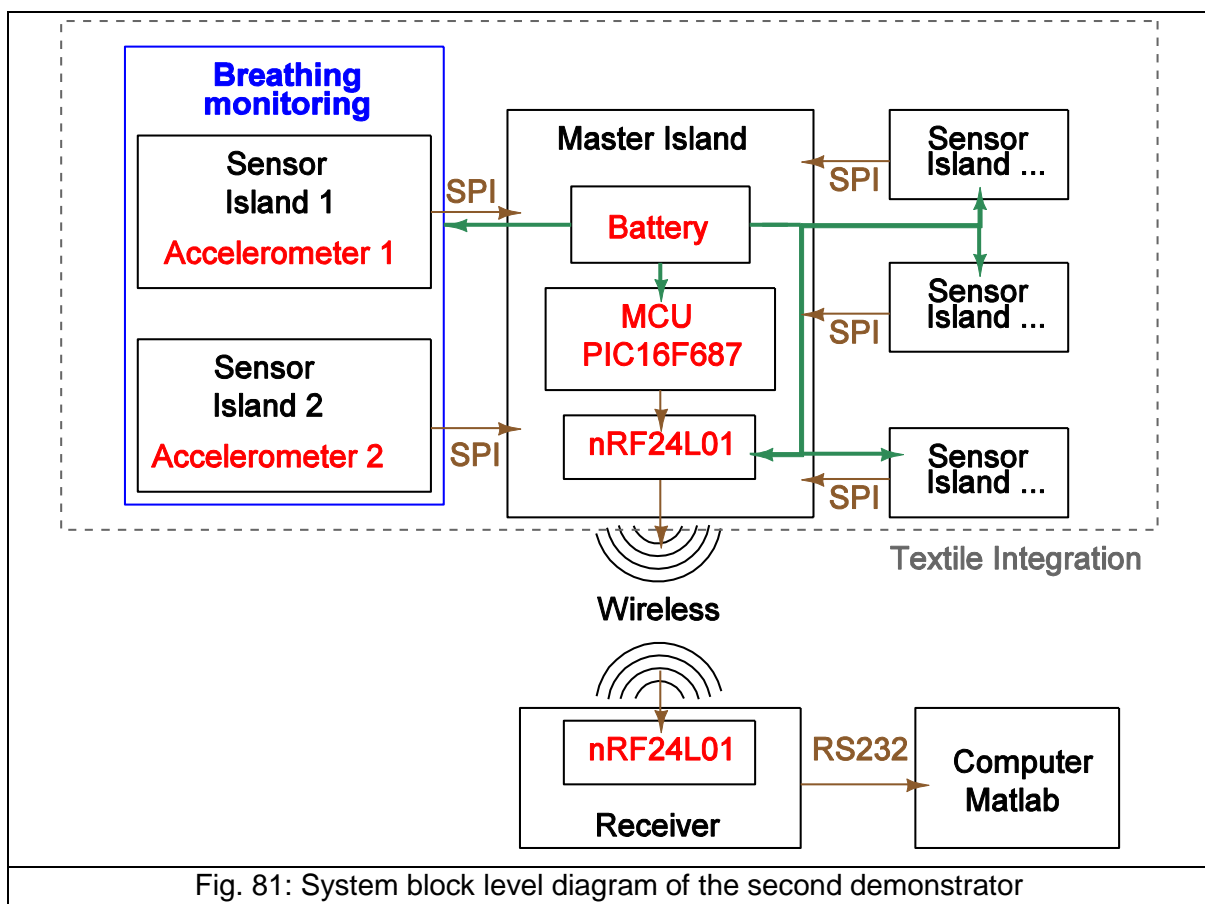 Breathing
monitoring
Sensor
Island 1
Accelerometer 1
Sensor
Island 2
Accelerometer 2
SPI
SPI
Master Island
Battery
MCU
PIC16F687
nRF24L01
SPI
Sensor
Island ...
SPI
Sensor
Island ...
SPI
Sensor
Island ...
Textile Integration
Wireless
nRF24L01
Receiver
RS232
Computer
Matlab
Fig. 81: System block level diagram of the second demonstrator